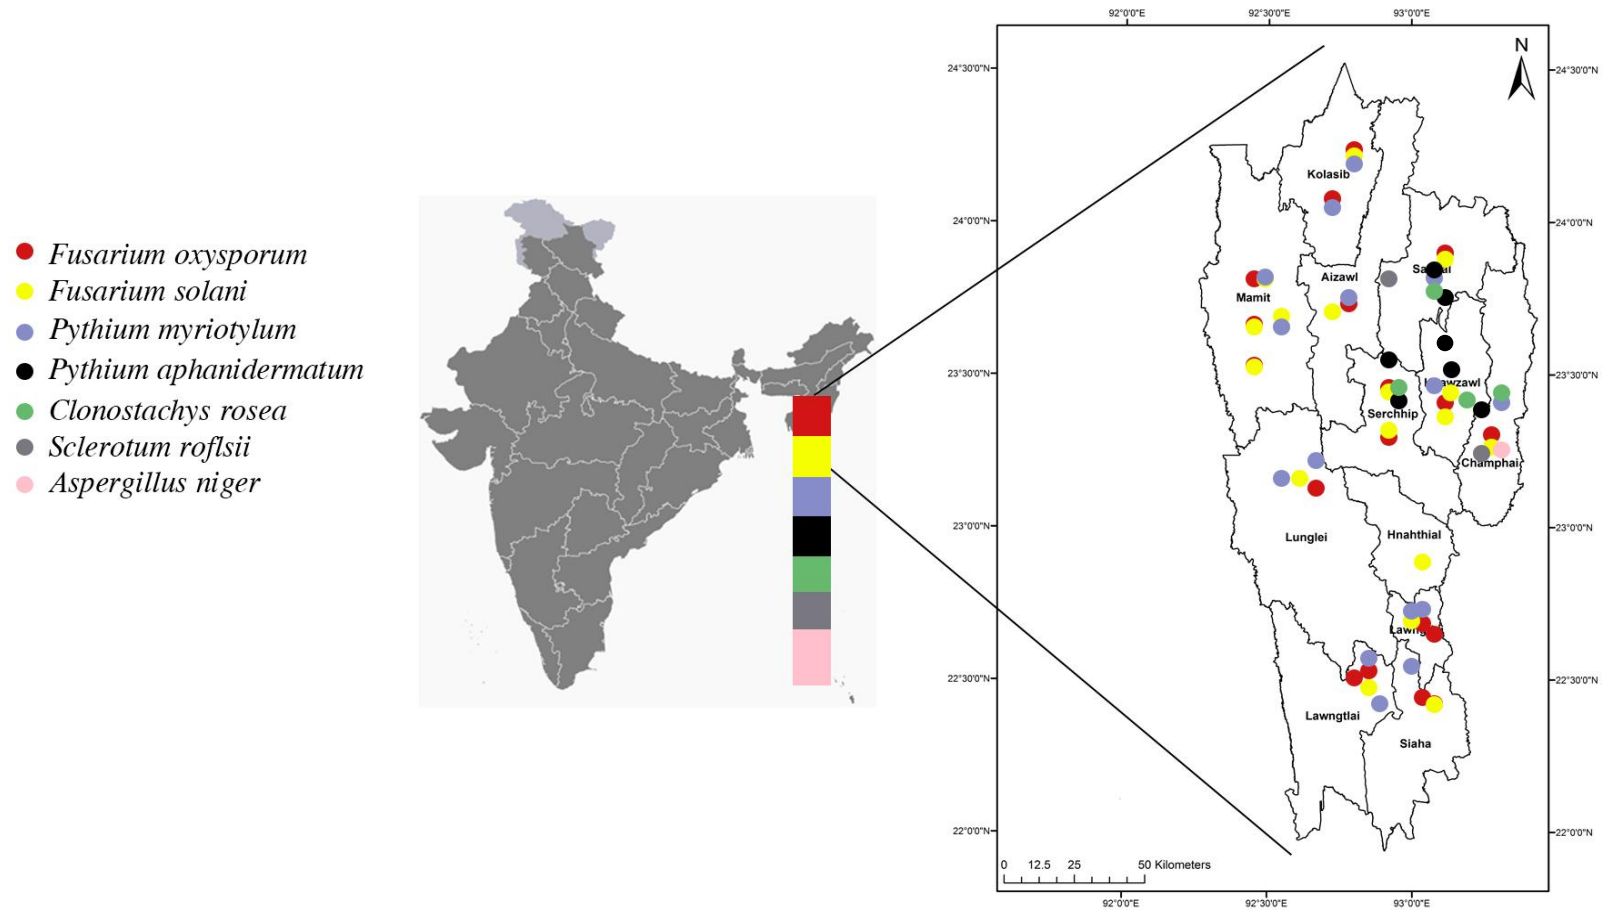 Fusarium oxysporum
Fusarium solani
Pythium myriotylum
Pythium aphanidermatum
Clonostachys rosea
Sclerotum roflsii
Aspergillus niger
92°0'0"E 92°30'0"E 93°0'0"E
N
24°30'0"N 24°30'0"N
Kolasib
24°0'0"N 24°0'0"N
Aizawl
Mamit
23°30'0"N 23°30'0"N
Serchhip
Champhai
23°0'0"N 23°0'0"N
Lunglei
Hnahthial
22°30'0"N 22°30'0"N
Lawngtlai
Siaha
22°0'0"N 22°0'0"N
0 12.5 25 50 Kilometers
92°0'0"E 92°30'0"E 93°0'0"E